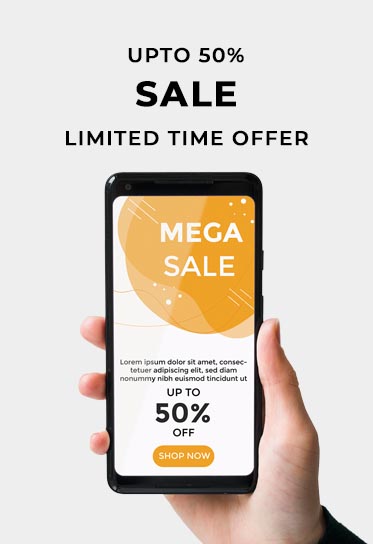 UPTO 50%
SALE
LIMITED TIME OFFER
MEGA
SALE
Lorem ipsum dolor sit amet, consec-
tetuer adipiscing elit, sed diam
nonummy nibh euismod tincidunt ut
UP TO
50%
OFF
SHOP NOW